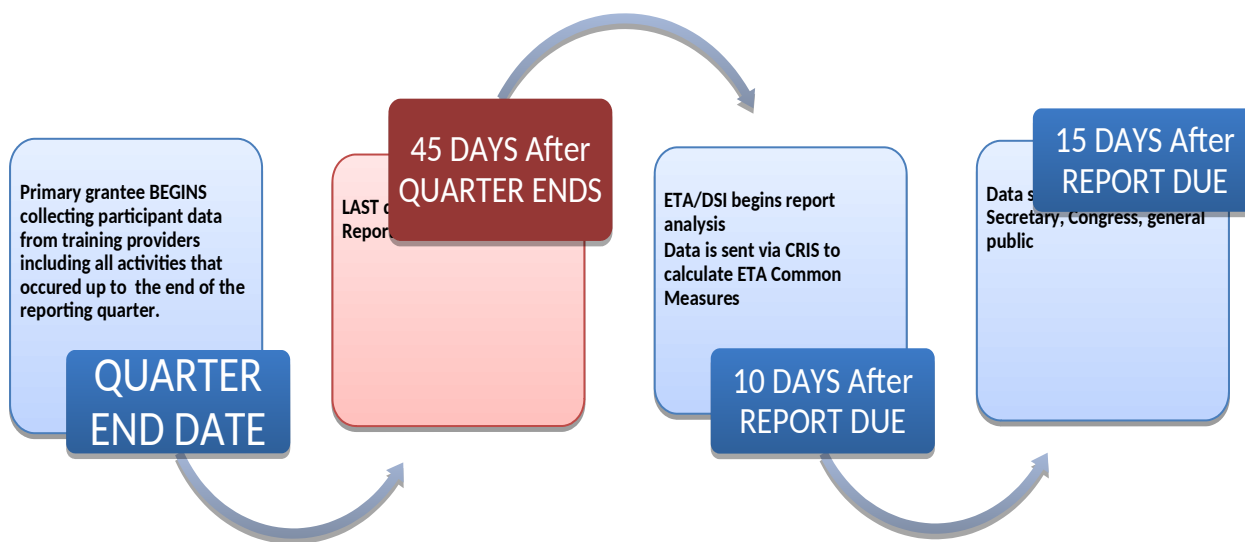 Primary grantee BEGINS
collecting participant data
from training providers
including all activities that
occured up to the end of the
reporting quarter.
QUARTER
END DATE
45 DAYS After
QUARTER ENDS
LAST
ETA/DSI begins report
analysis
Data is sent via CRIS to
calculate ETA Common
Measures
10 DAYS After
REPORT DUE
15 DAYS After
REPORT DUE
Data
Secretary, Congress, general
public